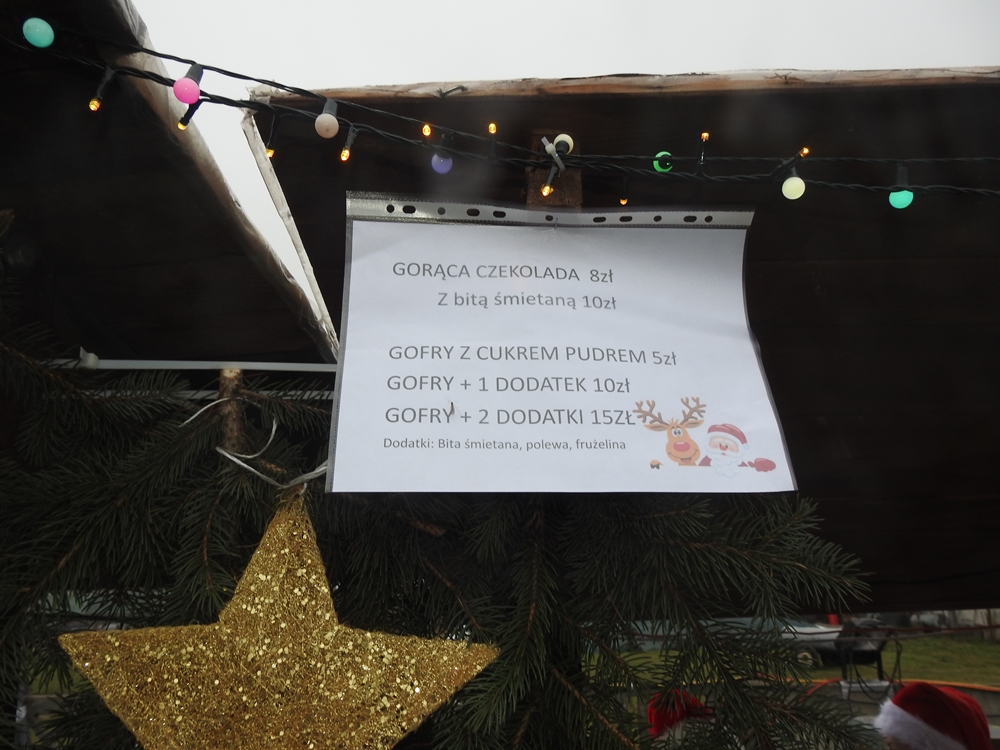 GORĄCA CZEKOLADA 8zł
Z bitą śmietaną 10zł
GOFRY Z CUKREM PUDREM 5zł
GOFRY + 1 DODATEK 10zł
GOFRY + 2 DODATKI 15ZŁ
Dodatki: Bita śmietana, polewa, frużelina